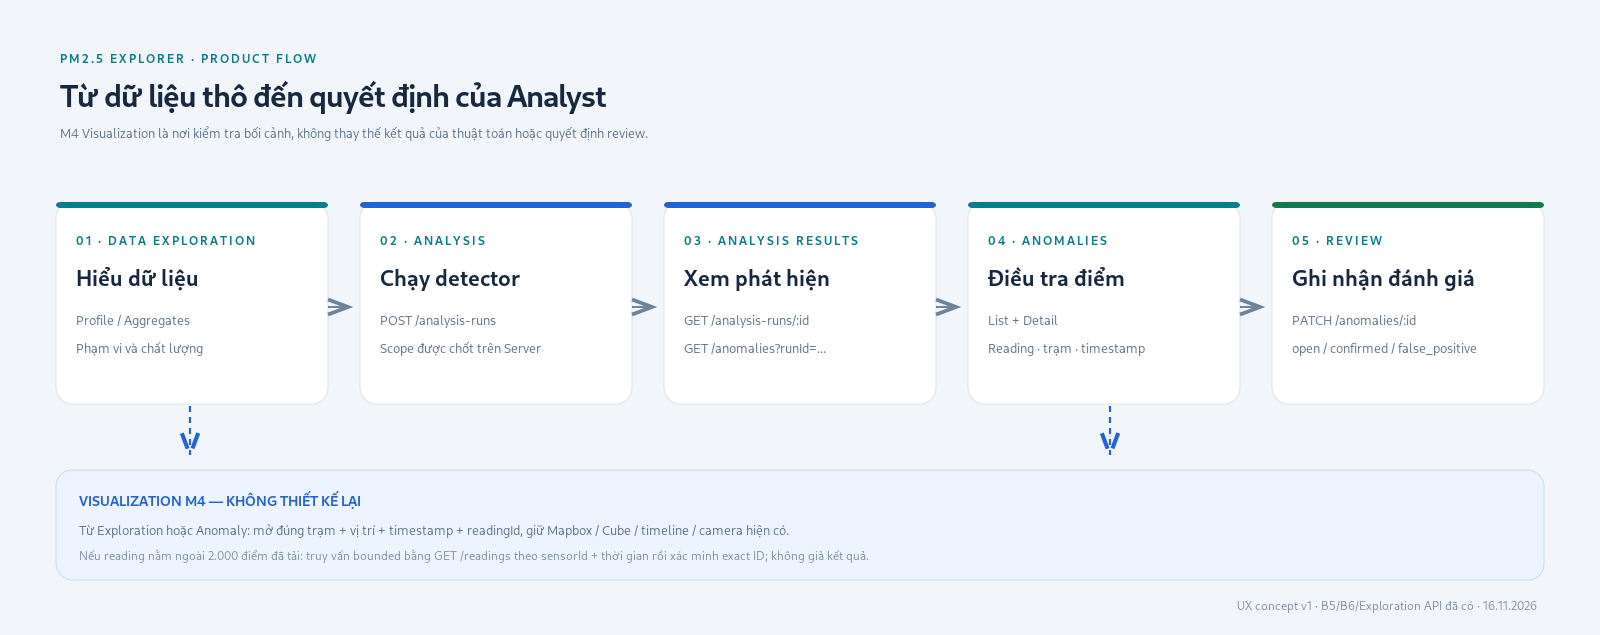 PM2.5 EXPLORER · PRODUCT FLOW
Từ dữ liệu thô đến quyết định của Analyst
M4 Visualization là nơi kiểm tra bối cảnh, không thay thế kết quả của thuật toán hoặc quyết định review.
01 · DATA EXPLORATION
Hiểu dữ liệu
Profile / Aggregates
Phạm vi và chất lượng
02 · ANALYSIS
Chạy detector
POST /analysis-runs
Scope được chốt trên Server
03 · ANALYSIS RESULTS
Xem phát hiện
GET /analysis-runs/:id
GET /anomalies?runId=...
04 · ANOMALIES
Điều tra điểm
List + Detail
Reading · trạm · timestamp
05 · REVIEW
Ghi nhận đánh giá
PATCH /anomalies/:id
open / confirmed / false_positive
VISUALIZATION M4 — KHÔNG THIẾT KẾ LẠI
Từ Exploration hoặc Anomaly: mở đúng trạm + vị trí + timestamp + readingId, giữ Mapbox / Cube / timeline / camera hiện có.
Nếu reading nằm ngoài 2.000 điểm đã tải: truy vấn bounded bằng GET /readings theo sensorId + thời gian rồi xác minh exact ID; không giả kết quả.
UX concept v1 · B5/B6/Exploration API đã có · 16.11.2026